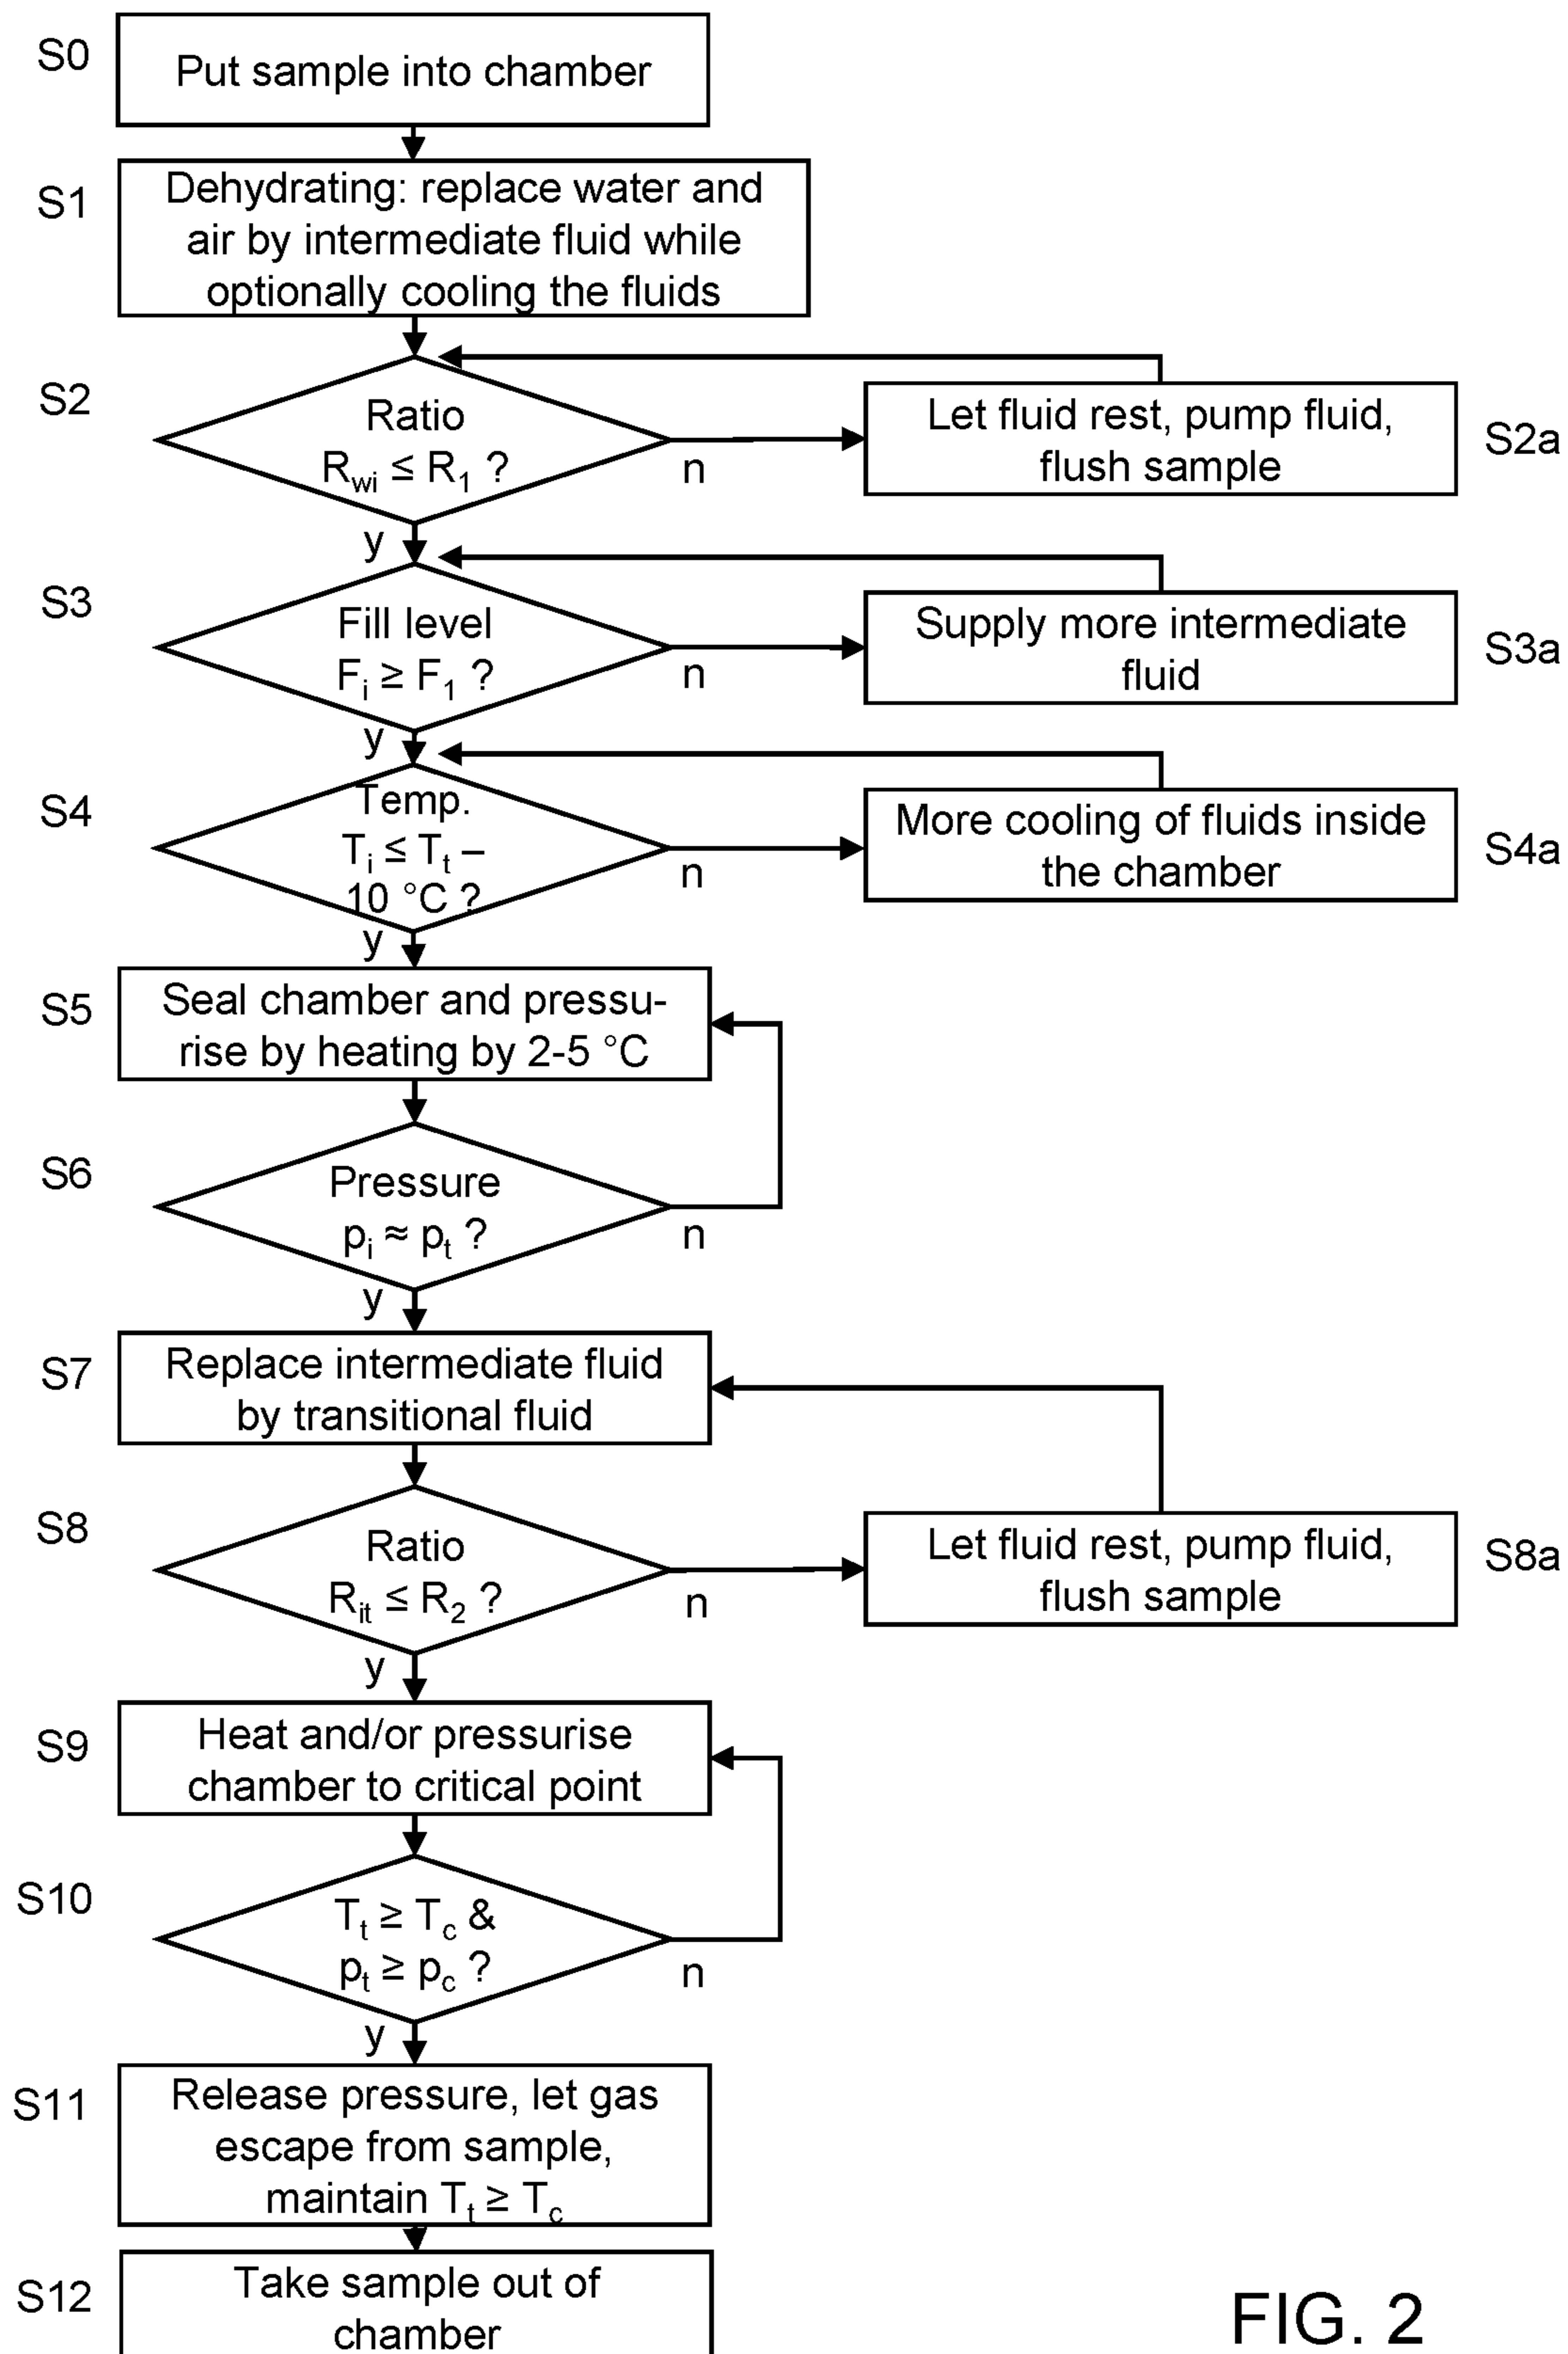 S0
Put sample into chamber
S1
Dehydrating: replace water and
air by intermediate fluid while
optionally cooling the fluids
S2
Ratio
Rwi ≤ R1 ?
n
y
Let fluid rest, pump fluid,
flush sample
S2a
S3
Fill level
Fi ≥ F1 ?
n
y
Supply more intermediate
fluid
S3a
S4
Temp.
Ti ≤ Tt –
10 °C ?
n
y
More cooling of fluids inside
the chamber
S4a
S5
Seal chamber and pressu-
rise by heating by 2-5 °C
S6
Pressure
pi ≈ pt ?
n
y
S7
Replace intermediate fluid
by transitional fluid
S8
Ratio
Rit ≤ R2 ?
n
y
Let fluid rest, pump fluid,
flush sample
S8a
S9
Heat and/or pressurise
chamber to critical point
S10
Tt ≥ Tc &
pt ≥ pc ?
n
y
S11
Release pressure, let gas
escape from sample,
maintain Tt ≥ Tc
S12
Take sample out of
chamber
FIG. 2